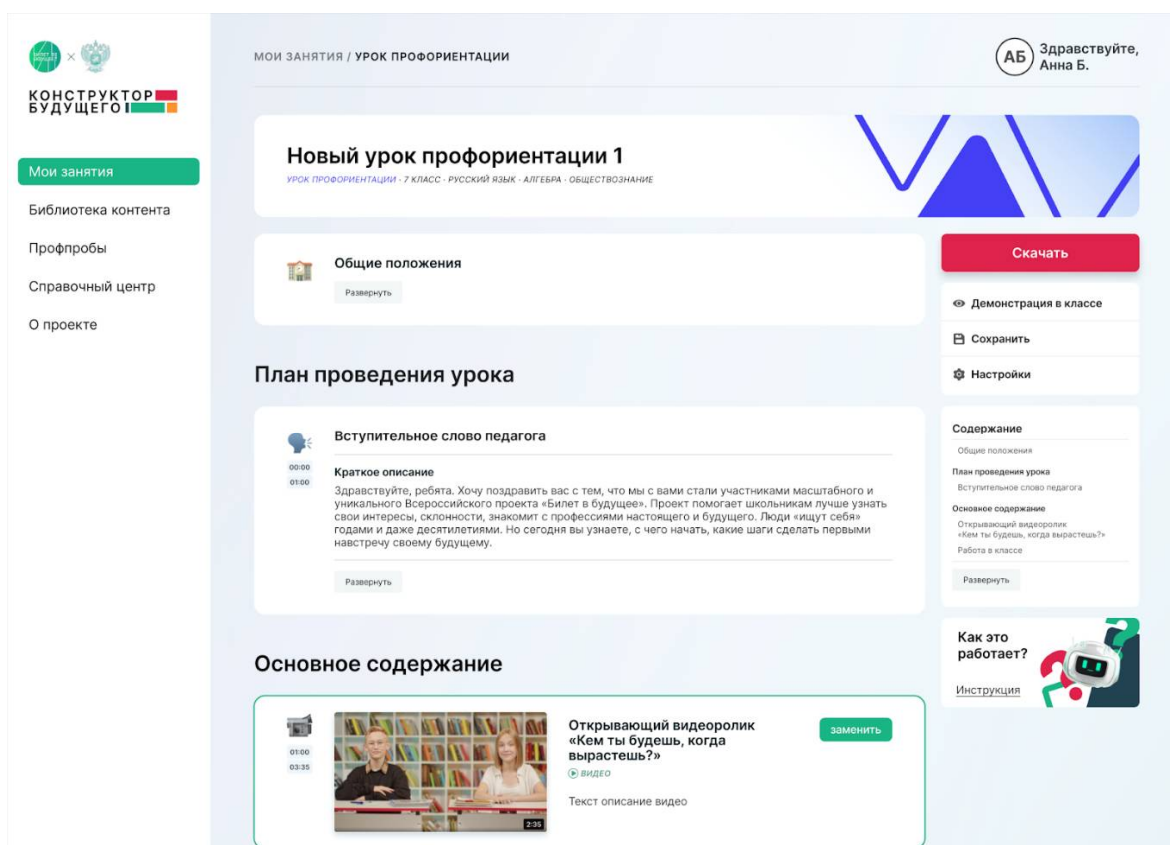 МОИ ЗАНЯТИЯ / УРОК ПРОФОРИЕНТАЦИИ
АБ
Здравствуйте,
Анна Б.
КОНСТРУКТОР
БУДУЩЕГО
Мои занятия
Библиотека контента
Профпробы
Справочный центр
О проекте
Новый урок профориентации 1
УРОК ПРОФОРИЕНТАЦИИ - 7 КЛАСС - РУССКИЙ ЯЗЫК - АЛГЕБРА - ОБЩЕСТВОЗНАНИЕ
Общие положения
Развернуть
План проведения урока
Вступительное слово педагога
00:00
01:00
Краткое описание
Здравствуйте, ребята. Хочу поздравить вас с тем, что мы с вами стали участниками масштабного и
уникального Всероссийского проекта «Билет в будущее». Проект помогает школьникам лучше узнать
свои интересы, склонности, знакомит с профессиями настоящего и будущего. Люди «ищут себя»
годами и даже десятилетиями. Но сегодня вы узнаете, с чего начать, какие шаги сделать первыми
навстречу своему будущему.
Развернуть
Основное содержание
01:00
03:35
2:35
Открывающий видеоролик
«Кем ты будешь, когда
вырастешь?»
ВИДЕО
Текст описание видео
заменить
Скачать
Демонстрация в классе
Сохранить
Настройки
Содержание
Общие положения
План проведения урока
Вступительное слово педагога
Основное содержание
Открывающий видеоролик
«Кем ты будешь, когда вырастешь?»
Работа в классе
Развернуть
Как это
работает?
Инструкция